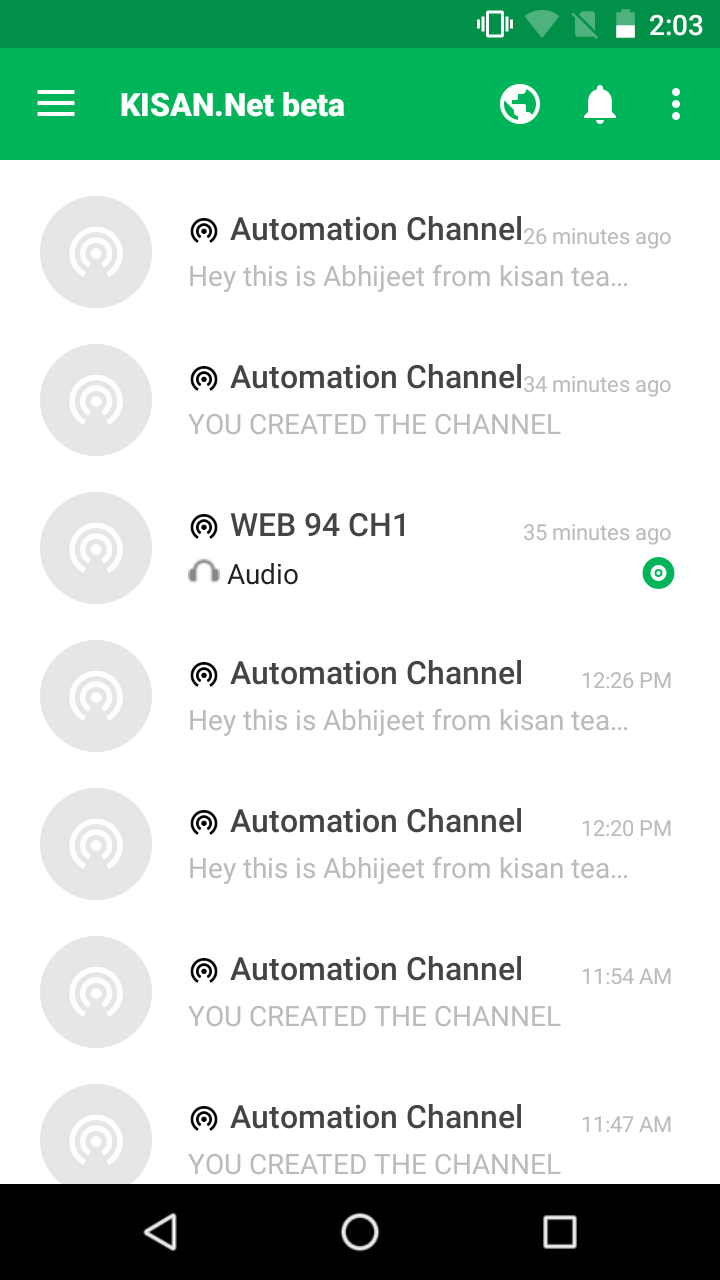 2:03
KISAN.Net beta
Automation Channel 26 minutes ago
Hey this is Abhijeet from kisan tea...
Automation Channel 34 minutes ago
YOU CREATED THE CHANNEL
WEB 94 CH1 35 minutes ago
Audio
Automation Channel 12:26 PM
Hey this is Abhijeet from kisan tea...
Automation Channel 12:20 PM
Hey this is Abhijeet from kisan tea...
Automation Channel 11:54 AM
YOU CREATED THE CHANNEL
Automation Channel 11:47 AM
YOU CREATED THE CHANNEL